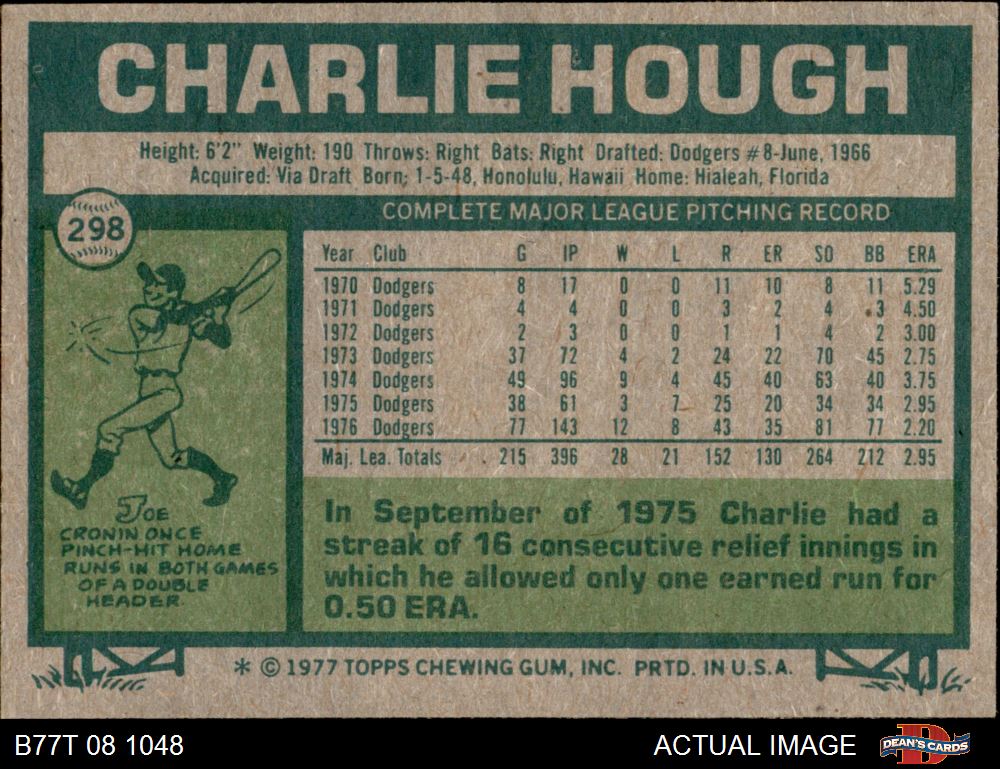 CHARLIE HOUGH
Height: 6'2" Weight: 190 Throws: Right Bats: Right Drafted: Dodgers #8-June, 1966
Acquired: Via Draft Born: 1-5-48, Honolulu, Hawaii Home: Hialeah, Florida
298
COMPLETE MAJOR LEAGUE PITCHING RECORD
Year Club G IP W L R ER SO BB ERA
1970 Dodgers 8 17 0 0 11 10 8 11 5.29
1971 Dodgers 4 4 0 0 3 2 4 3 4.50
1972 Dodgers 2 3 0 0 1 1 4 2 3.00
1973 Dodgers 37 72 4 2 24 22 70 45 2.75
1974 Dodgers 49 96 9 4 45 40 63 40 3.75
1975 Dodgers 38 61 3 7 25 20 34 34 2.95
1976 Dodgers 77 143 12 8 43 35 81 77 2.20
Maj. Lea. Totals 215 396 28 21 152 130 264 212 2.95
JOE
CRONIN ONCE
PINCH-HIT HOME
RUNS IN BOTH GAMES
OF A DOUBLE
HEADER.
In September of 1975 Charlie had a
streak of 16 consecutive relief innings in
which he allowed only one earned run for
0.50 ERA.
* © 1977 TOPPS CHEWING GUM, INC. PRTD. IN U.S.A.
B77T 08 1048
ACTUAL IMAGE
DEAN'S CARDS